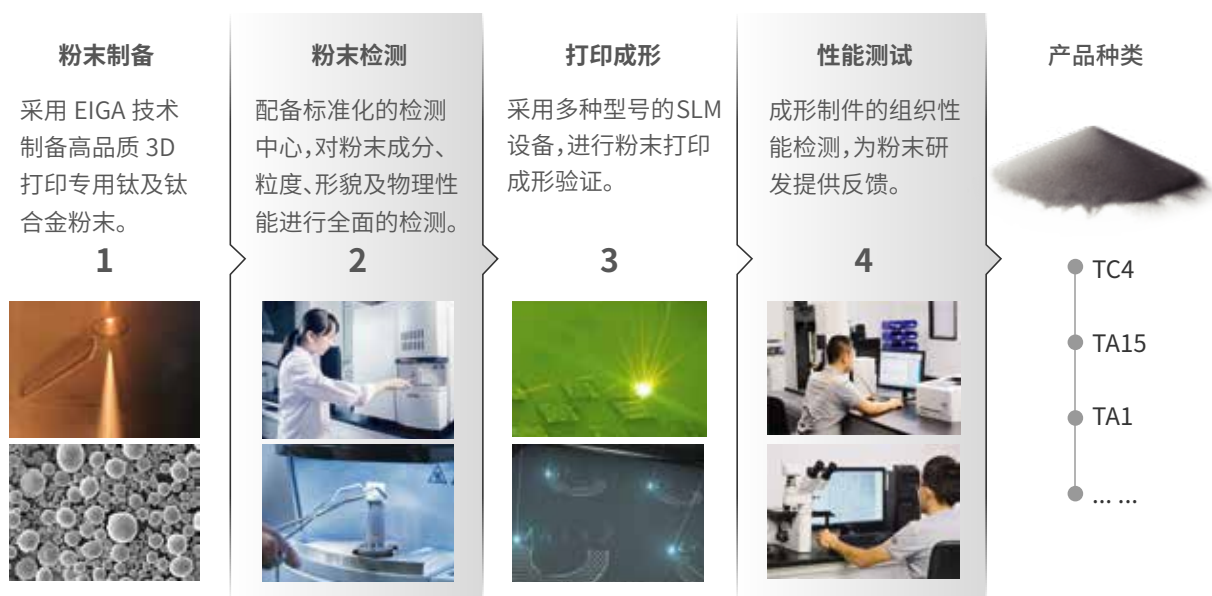 粉末制备
采用 EIGA 技术
制备高品质 3D
打印专用钛及钛
合金粉末。
1
粉末检测
配备标准化的检测
中心,对粉末成分、
粒度、形貌及物理性
能进行全面的检测。
2
打印成形
采用多种型号的SLM
设备,进行粉末打印
成形验证。
3
性能测试
成形制件的组织性
能检测,为粉末研
发提供反馈。
4
产品种类
TC4
TA15
TA1
... ...